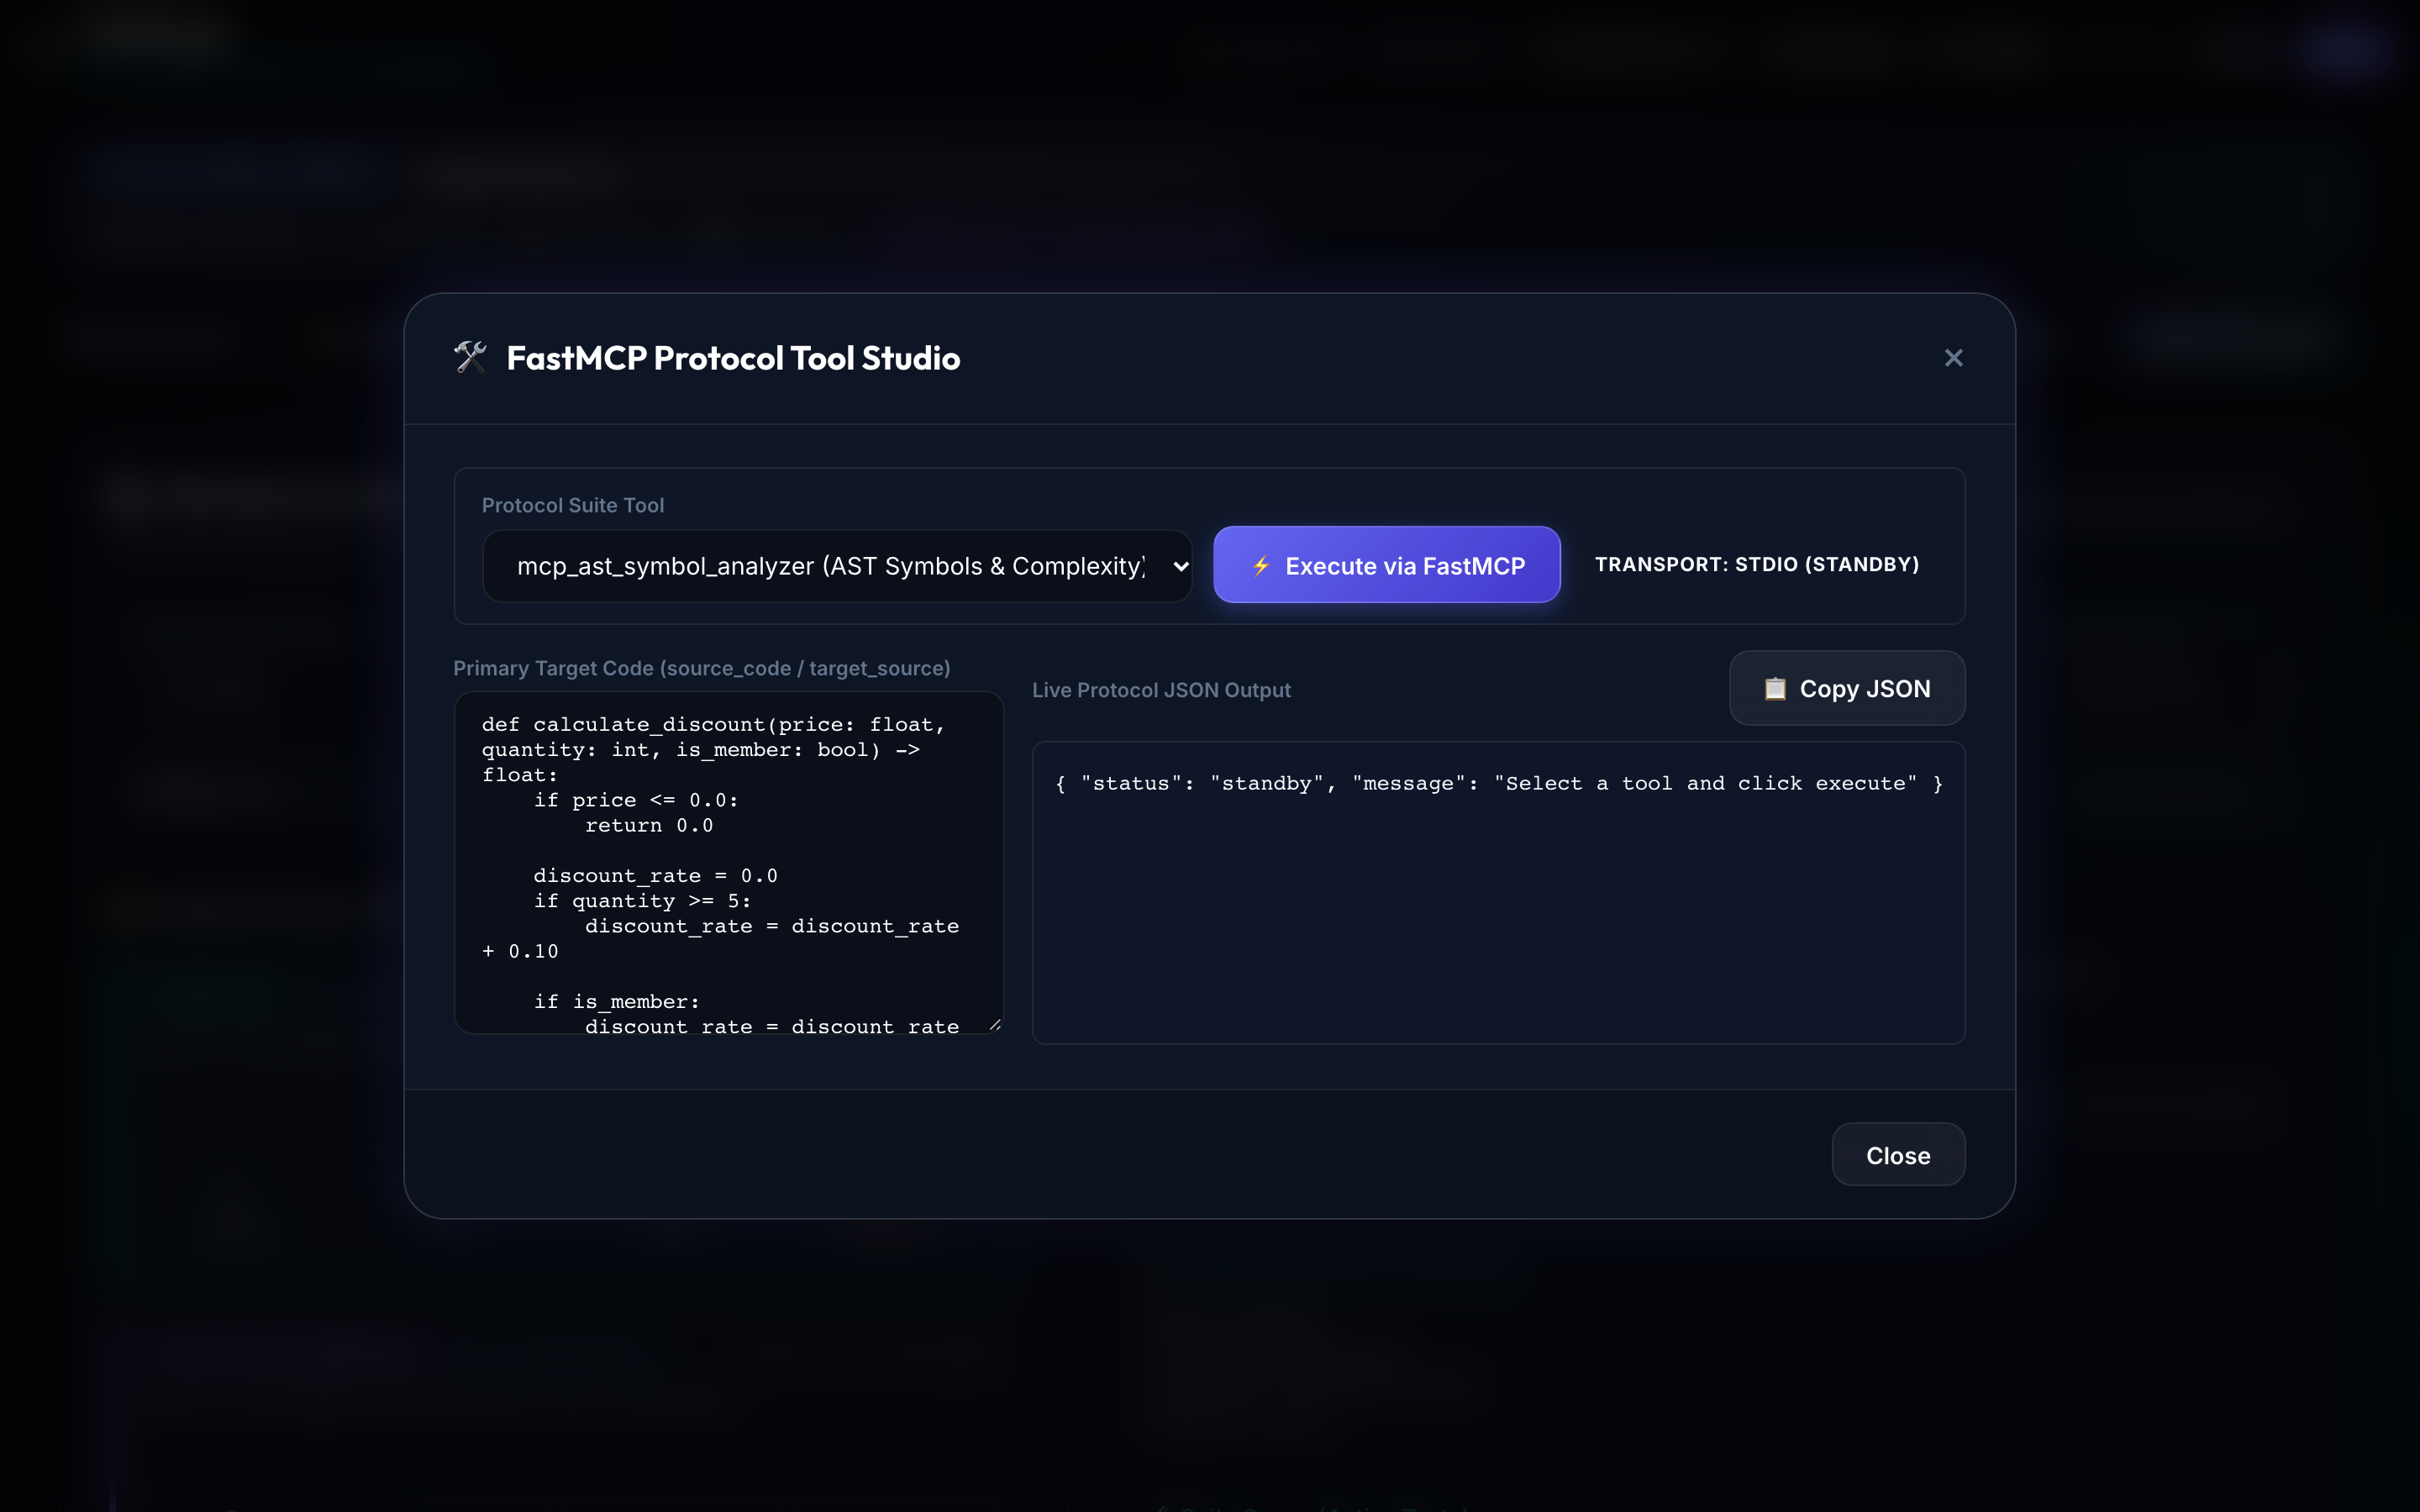 🛠️ FastMCP Protocol Tool Studio
✕
Protocol Suite Tool
mcp_ast_symbol_analyzer (AST Symbols & Complexity)
⚡ Execute via FastMCP
TRANSPORT: STDIO (STANDBY)
Primary Target Code (source_code / target_source)
def calculate_discount(price: float,
quantity: int, is_member: bool) ->
float:
    if price <= 0.0:
        return 0.0
    discount_rate = 0.0
    if quantity >= 5:
        discount_rate = discount_rate
+ 0.10
    if is_member:
        discount_rate = discount_rate
Live Protocol JSON Output
📋 Copy JSON
{ "status": "standby", "message": "Select a tool and click execute" }
Close